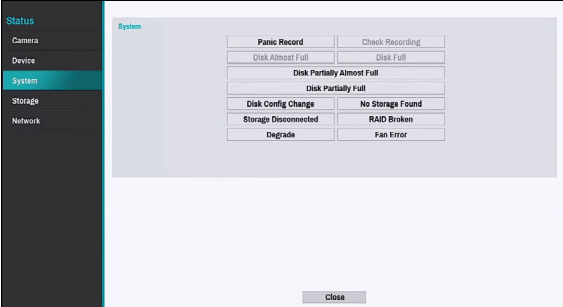 Status
Camera
Device
System
Storage
Network
System
Panic Record Check Recording
Disk Almost Full Disk Full
Disk Partially Almost Full
Disk Partially Full
Disk Config Change No Storage Found
Storage Disconnected RAID Broken
Degrade Fan Error
Close